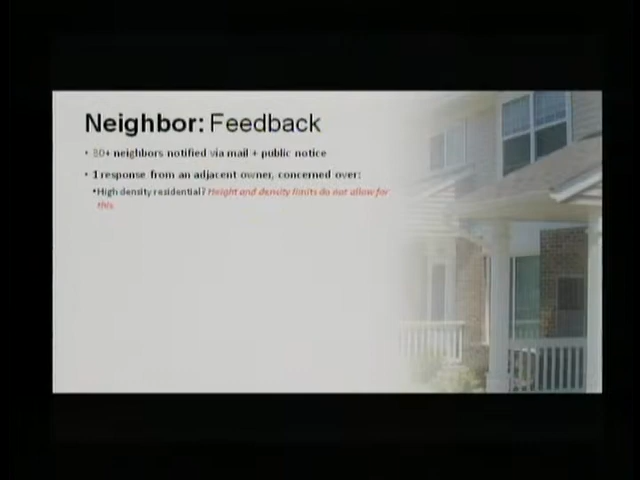 Neighbor: Feedback
• 80+ neighbors notified via mail + public notice
• 1 response from an adjacent owner, concerned over:
•High density residential? Height and density limits do not allow for
this.